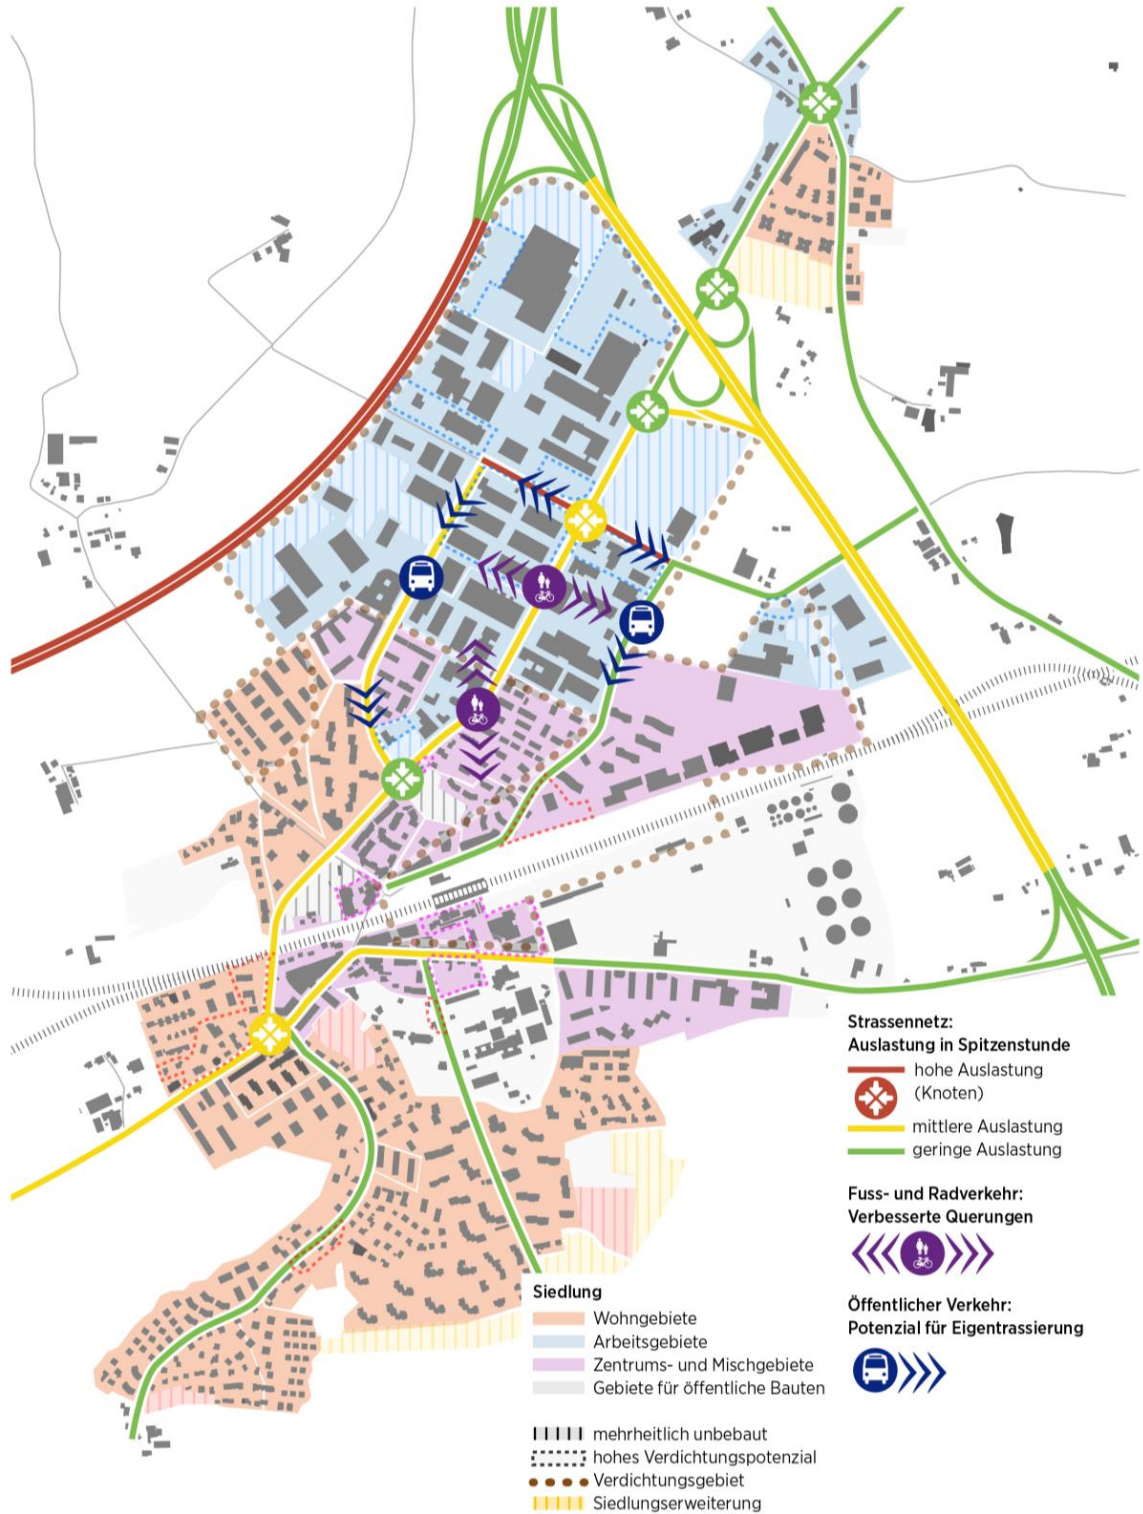 Strassennetz:
Auslastung in Spitzenstunde
hohe Auslastung
(Knoten)
mittlere Auslastung
geringe Auslastung
Fuss- und Radverkehr:
Verbesserte Querungen
Öffentlicher Verkehr:
Potenzial für Eigentrassierung
Siedlung
Wohngebiete
Arbeitsgebiete
Zentrums- und Mischgebiete
Gebiete für öffentliche Bauten
mehrheitlich unbebaut
hohes Verdichtungspotenzial
Verdichtungsgebiet
Siedlungserweiterung